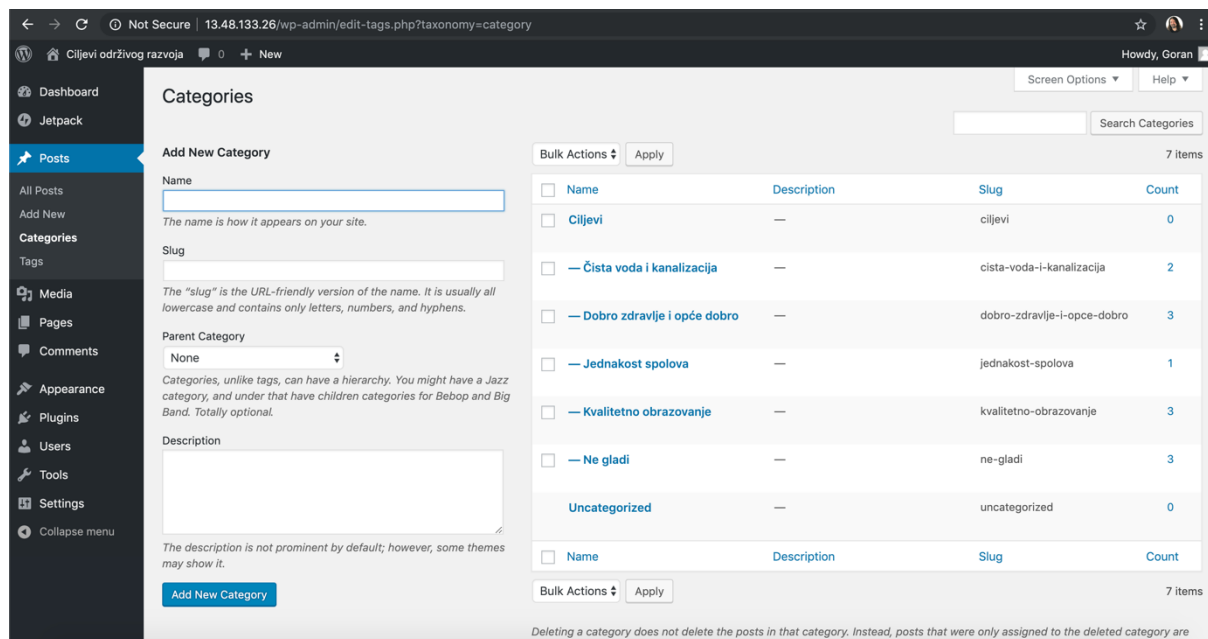 Not Secure 13.48.133.26/wp-admin/edit-tags.php?taxonomy=category
Ciljevi održivog razvoja 0 + New Howdy, Goran
Screen Options ▼ Help ▼
Dashboard
Jetpack
Posts
All Posts
Add New
Categories
Tags
Media
Pages
Comments
Appearance
Plugins
Users
Tools
Settings
Collapse menu
Categories
Search Categories
Add New Category
Name
The name is how it appears on your site.
Slug
The “slug” is the URL-friendly version of the name. It is usually all
lowercase and contains only letters, numbers, and hyphens.
Parent Category
None
Categories, unlike tags, can have a hierarchy. You might have a Jazz
category, and under that have children categories for Bebop and Big
Band. Totally optional.
Description
The description is not prominent by default; however, some themes
may show it.
Add New Category
Bulk Actions Apply 7 items
Name Description Slug Count
Ciljevi — ciljevi 0
— Čista voda i kanalizacija — cista-voda-i-kanalizacija 2
— Dobro zdravlje i opće dobro — dobro-zdravlje-i-opce-dobro 3
— Jednakost spolova — jednakost-spolova 1
— Kvalitetno obrazovanje — kvalitetno-obrazovanje 3
— Ne gladi — ne-gladi 3
Uncategorized — uncategorized 0
Name Description Slug Count
Bulk Actions Apply 7 items
Deleting a category does not delete the posts in that category. Instead, posts that were only assigned to the deleted category are